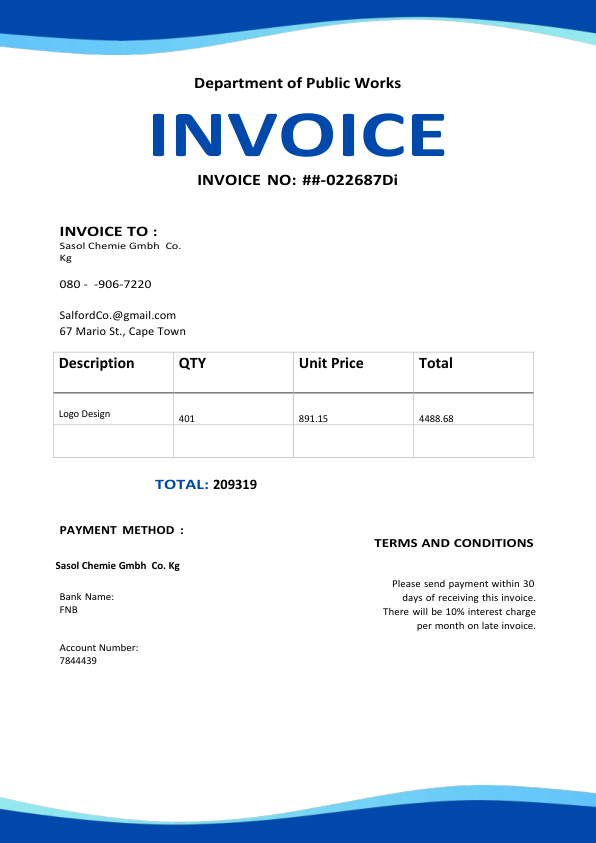 Department of Public Works
INVOICE
INVOICE NO: ##-022687Di
INVOICE TO :
Sasol Chemie Gmbh Co.
Kg
080 - -906-7220
SalfordCo.@gmail.com
67 Mario St., Cape Town
Description QTY Unit Price Total
Logo Design 401 891.15 4488.68
TOTAL: 209319
PAYMENT METHOD :
Sasol Chemie Gmbh Co. Kg
Bank Name:
FNB
Account Number:
7844439
TERMS AND CONDITIONS
Please send payment within 30
days of receiving this invoice.
There will be 10% interest charge
per month on late invoice.